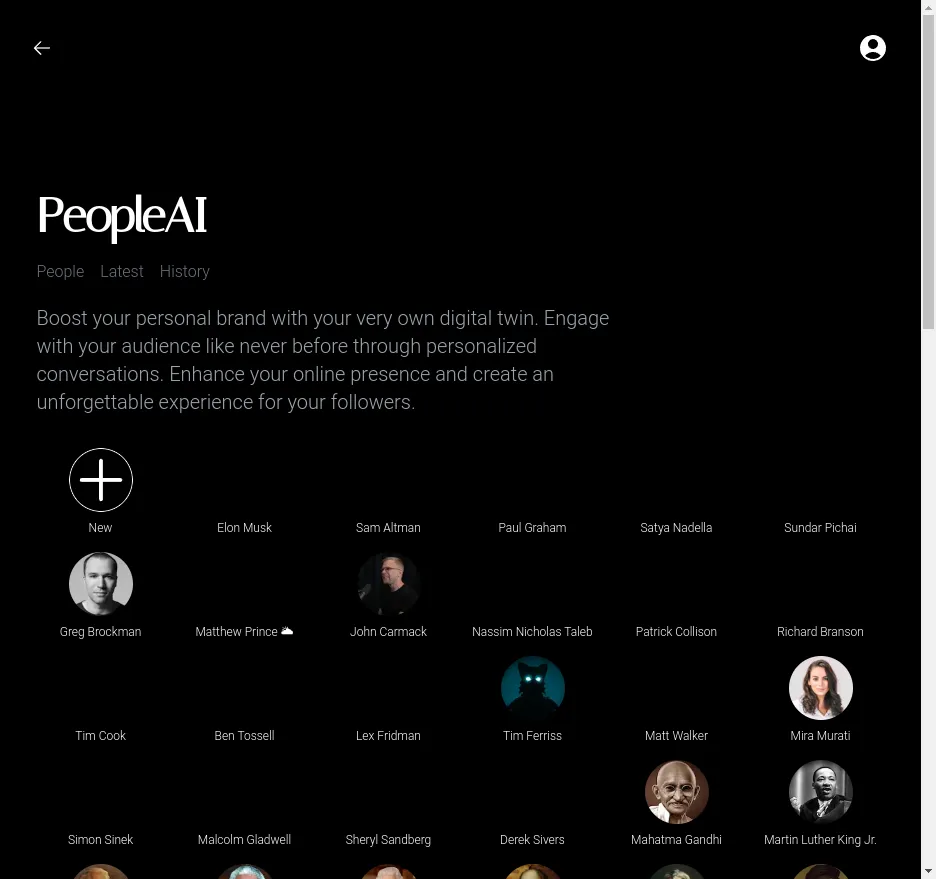 PeopleAI
People Latest History
Boost your personal brand with your very own digital twin. Engage
with your audience like never before through personalized
conversations. Enhance your online presence and create an
unforgettable experience for your followers.
New Elon Musk Sam Altman Paul Graham Satya Nadella Sundar Pichai
Greg Brockman Matthew Prince 🌥 John Carmack Nassim Nicholas Taleb Patrick Collison Richard Branson
Tim Cook Ben Tossell Lex Fridman Tim Ferriss Matt Walker Mira Murati
Simon Sinek Malcolm Gladwell Sheryl Sandberg Derek Sivers Mahatma Gandhi Martin Luther King Jr.